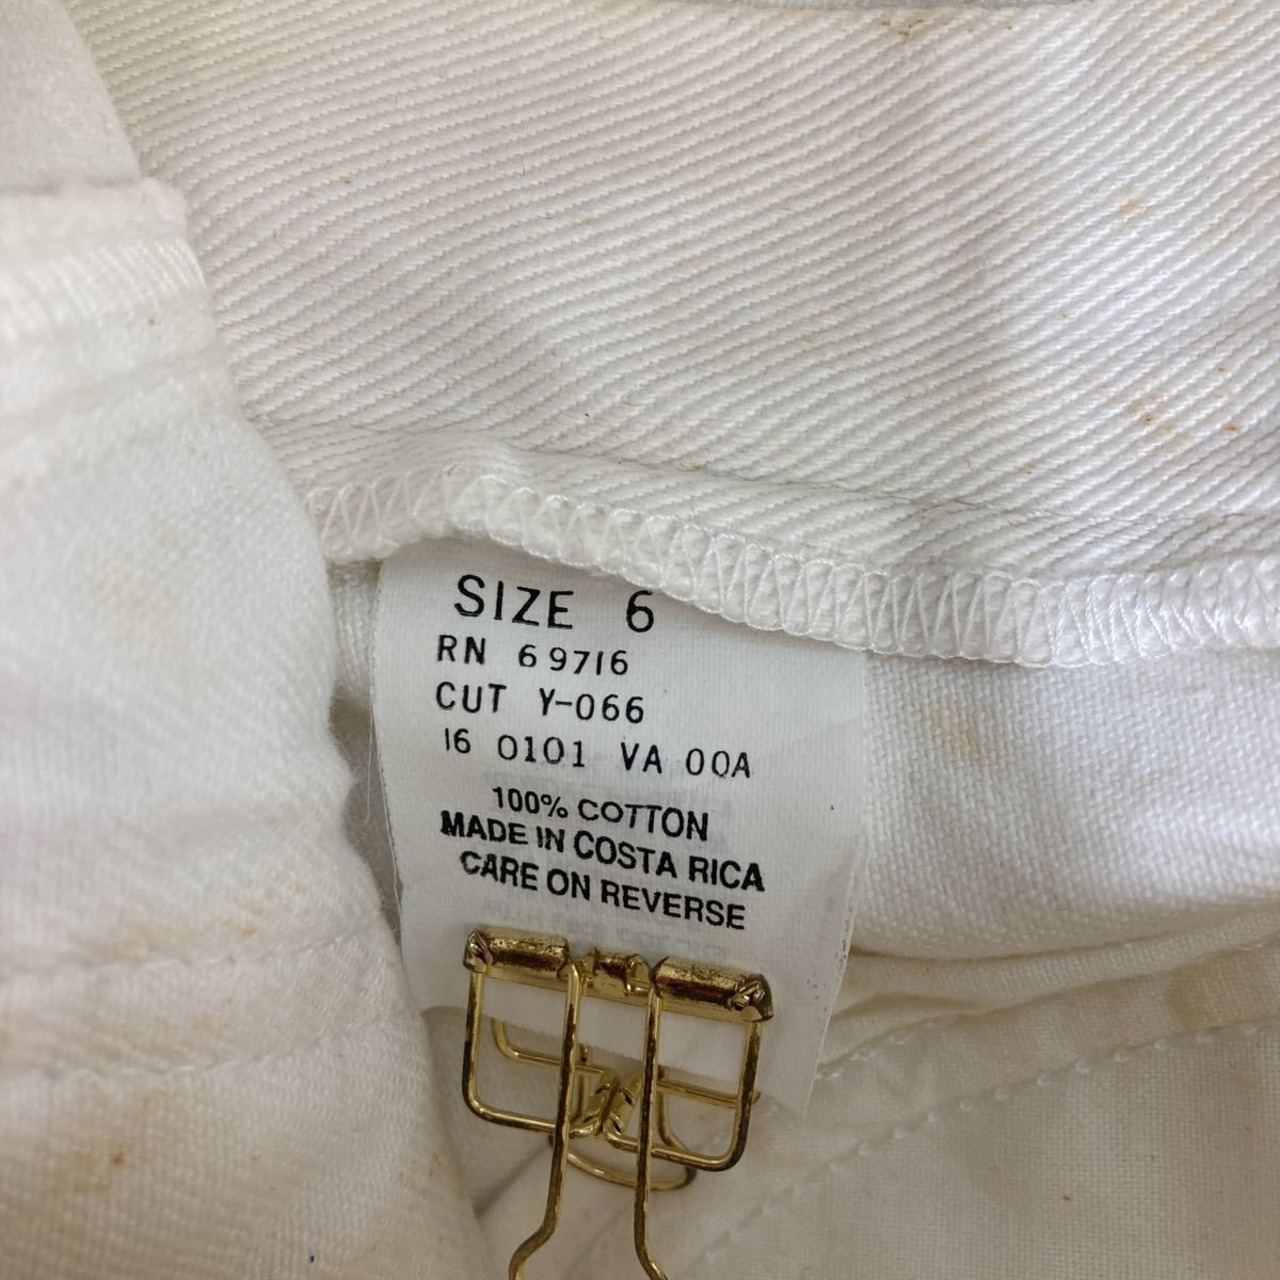 SIZE 6
RN 69716
CUT Y-066
16 0101 VA 00A
100% COTTON
MADE IN COSTA RICA
CARE ON REVERSE